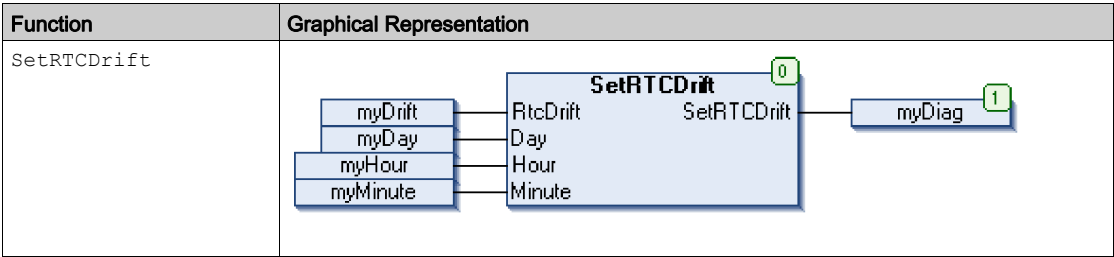 Function Graphical Representation
SetRTCDrift
0
SetRTCDrift
1
myDrift RtcDrift SetRTCDrift myDiag
myDay Day
myHour Hour
myMinute Minute